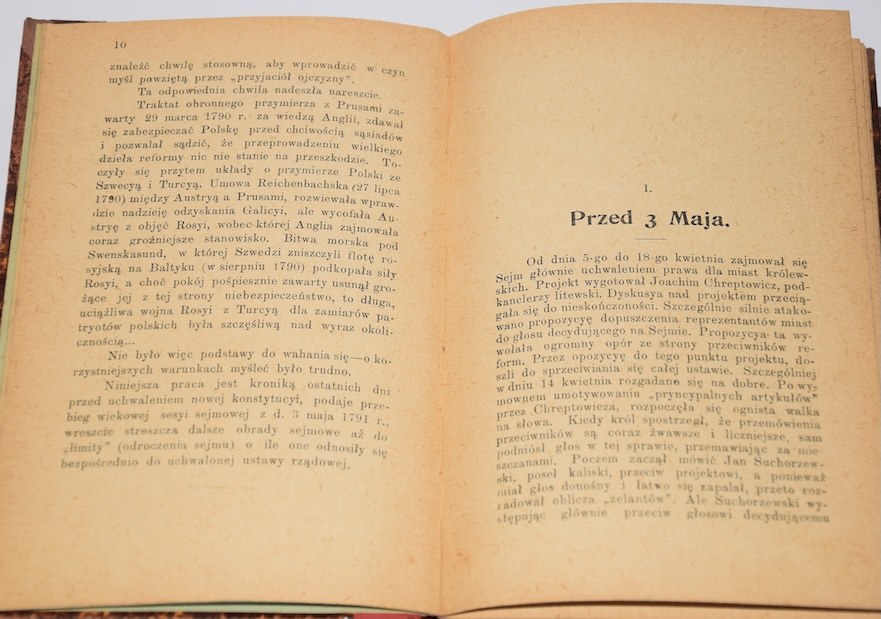 10
znaleźć chwilę stosowną, aby wprowadzić w czyn
myśl powziętą przez „przyjaciół ojczyzny".
Ta odpowiednia chwila nadeszła nareszcie.
Traktat obronnego przymierza z Prusami za-
warty 29 marca 1790 r. za wiedzą Anglii, zdawał
się zabezpieczać Polskę przed chciwością sąsiadów
i pozwalał sądzić, że przeprowadzeniu wielkiego
dzieła reformy nic nie stanie na przeszkodzie. To-
czyły się przytem układy o przymierze Polski ze
Szwecyą i Turcyą. Umowa Reichenbachska (27 lipca
1790) między Austryą a Prusami, rozwiewała wpraw-
dzie nadzieję odzyskania Galicyi, ale wycofała Au-
stryę z objęć Rosyi, wobec której Anglia zajmowała
coraz groźniejsze stanowisko. Bitwa morska pod
Swenskasund, w której Szwedzi zniszczyli flotę ro-
syjską na Bałtyku (w sierpniu 1790) podkopała siły
Rosyi, a choć pokój pośpiesznie zawarty usunął gro-
żące jej z tej strony niebezpieczeństwo, to długa,
uciążliwa wojna Rosyi z Turcyą dla zamiarów pa-
tryotów polskich była szczęśliwą nad wyraz okoli-
cznością...
Nie było więc podstawy do wahania się—o ko-
rzystniejszych warunkach myśleć było trudno.
Niniejsza praca jest kroniką ostatnich dni
przed uchwaleniem nowej konstytucyi, podaje prze-
bieg wiekowej sesyi sejmowej z d. 3 maja 1791 r.,
wreszcie streszcza dalsze obrady sejmowe aż do
„limity" (odroczenia sejmu) o ile one odnosiły się
bezpośrednio do uchwalonej ustawy rządowej.
1.
Przed 3 Maja.
Od dnia 5-go do 18-go kwietnia zajmował się
Sejm głównie uchwaleniem prawa dla miast królew-
skich. Projekt wygotował Joachim Chreptowicz, pod-
kanclerzy litewski. Dyskusya nad projektem przecią-
gała się do nieskończoności. Szczególnie silnie atako-
wano propozycyę dopuszczenia reprezentantów miast
do głosu decydującego na Sejmie. Propozycya ta wy-
wołała ogromny opór ze strony przeciwników re-
form. Przez opozycyę do tego punktu projektu, do-
szli do sprzeciwiania się całej ustawie. Szczególniej
w dniu 14 kwietnia rozgadano się na dobre. Po wy-
mownem umotywowaniu „pryncypalnych artykułów"
przez Chreptowicza, rozpoczęła się ognista walka
na słowa. Kiedy król spostrzegł, że przemówienia
przeciwników są coraz żwawsze i liczniejsze, sam
podniósł głos w tej sprawie, przemawiając za mie-
szczanami. Poczem zaczął mówić Jan Suchorzew-
ski, poseł kaliski, przeciw projektowi, a ponieważ
miał głos donośny i łatwo się zapalał, przeto roz-
radował oblicza „zelantów". Ale Suchorzewski wy-
stępując głównie przeciw głosowi decydującemu